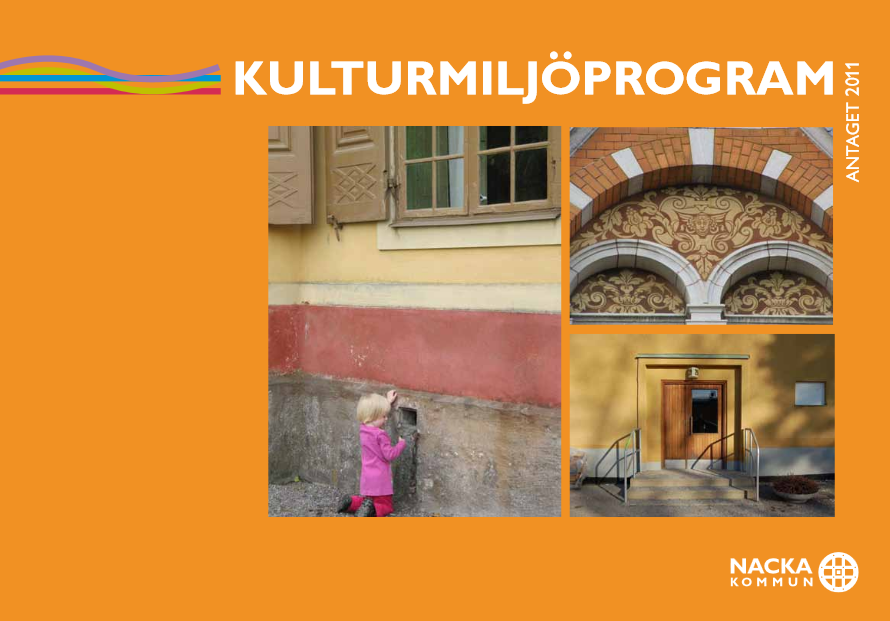 KULTURMILJÖPROGRAM
ANTAGET 2011
NACKA
KOMMUN